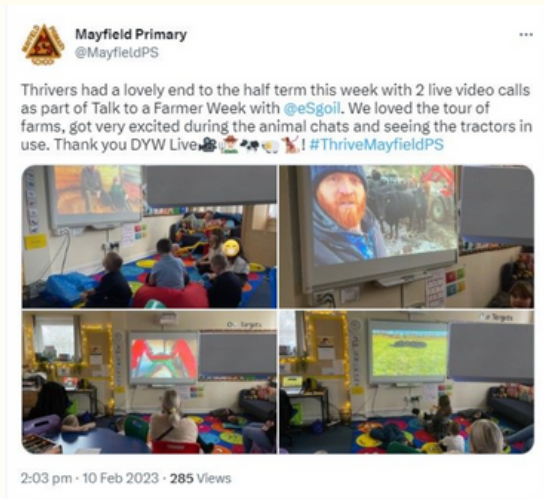 Mayfield Primary
@MayfieldPS
Thrivers had a lovely end to the half term this week with 2 live video calls
as part of Talk to a Farmer Week with @eSgoil. We loved the tour of
farms, got very excited during the animal chats and seeing the tractors in
use. Thank you DYW Live! #ThriveMayfieldPS
Targets
Targets
2:03 pm · 10 Feb 2023 · 285 Views